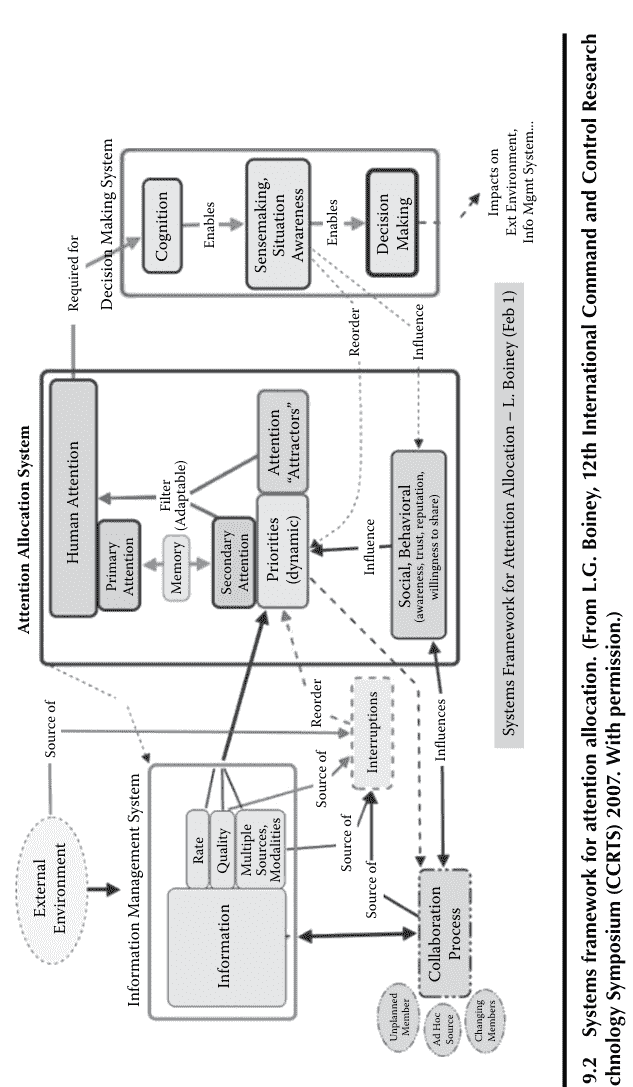 Attention Allocation System
External
Environment
Source of
Information Management System
Information
Rate
Quality
Multiple
Sources,
Modalities
Human Attention
Primary
Attention
Memory
Filter
(Adaptable)
Secondary
Attention
Priorities
(dynamic)
Attention
“Attractors”
Required for
Decision Making System
Cognition
Enables
Sensemaking,
Situation
Awareness
Enables
Decision
Making
Impacts on
Ext Environment,
Info Mgmt System...
Reorder
Influence
Reorder
Interruptions
Source of
Source of
Source of
Influence
Social, Behavioral
(awareness, trust, reputation,
willingness to share)
Influences
Collaboration
Process
Unplanned
Member
Ad Hoc
Source
Changing
Members
Systems Framework for Attention Allocation – L. Boiney (Feb 1)
9.2 Systems framework for attention allocation. (From L.G. Boiney, 12th International Command and Control Research
chnology Symposium (CCRTS) 2007. With permission.)